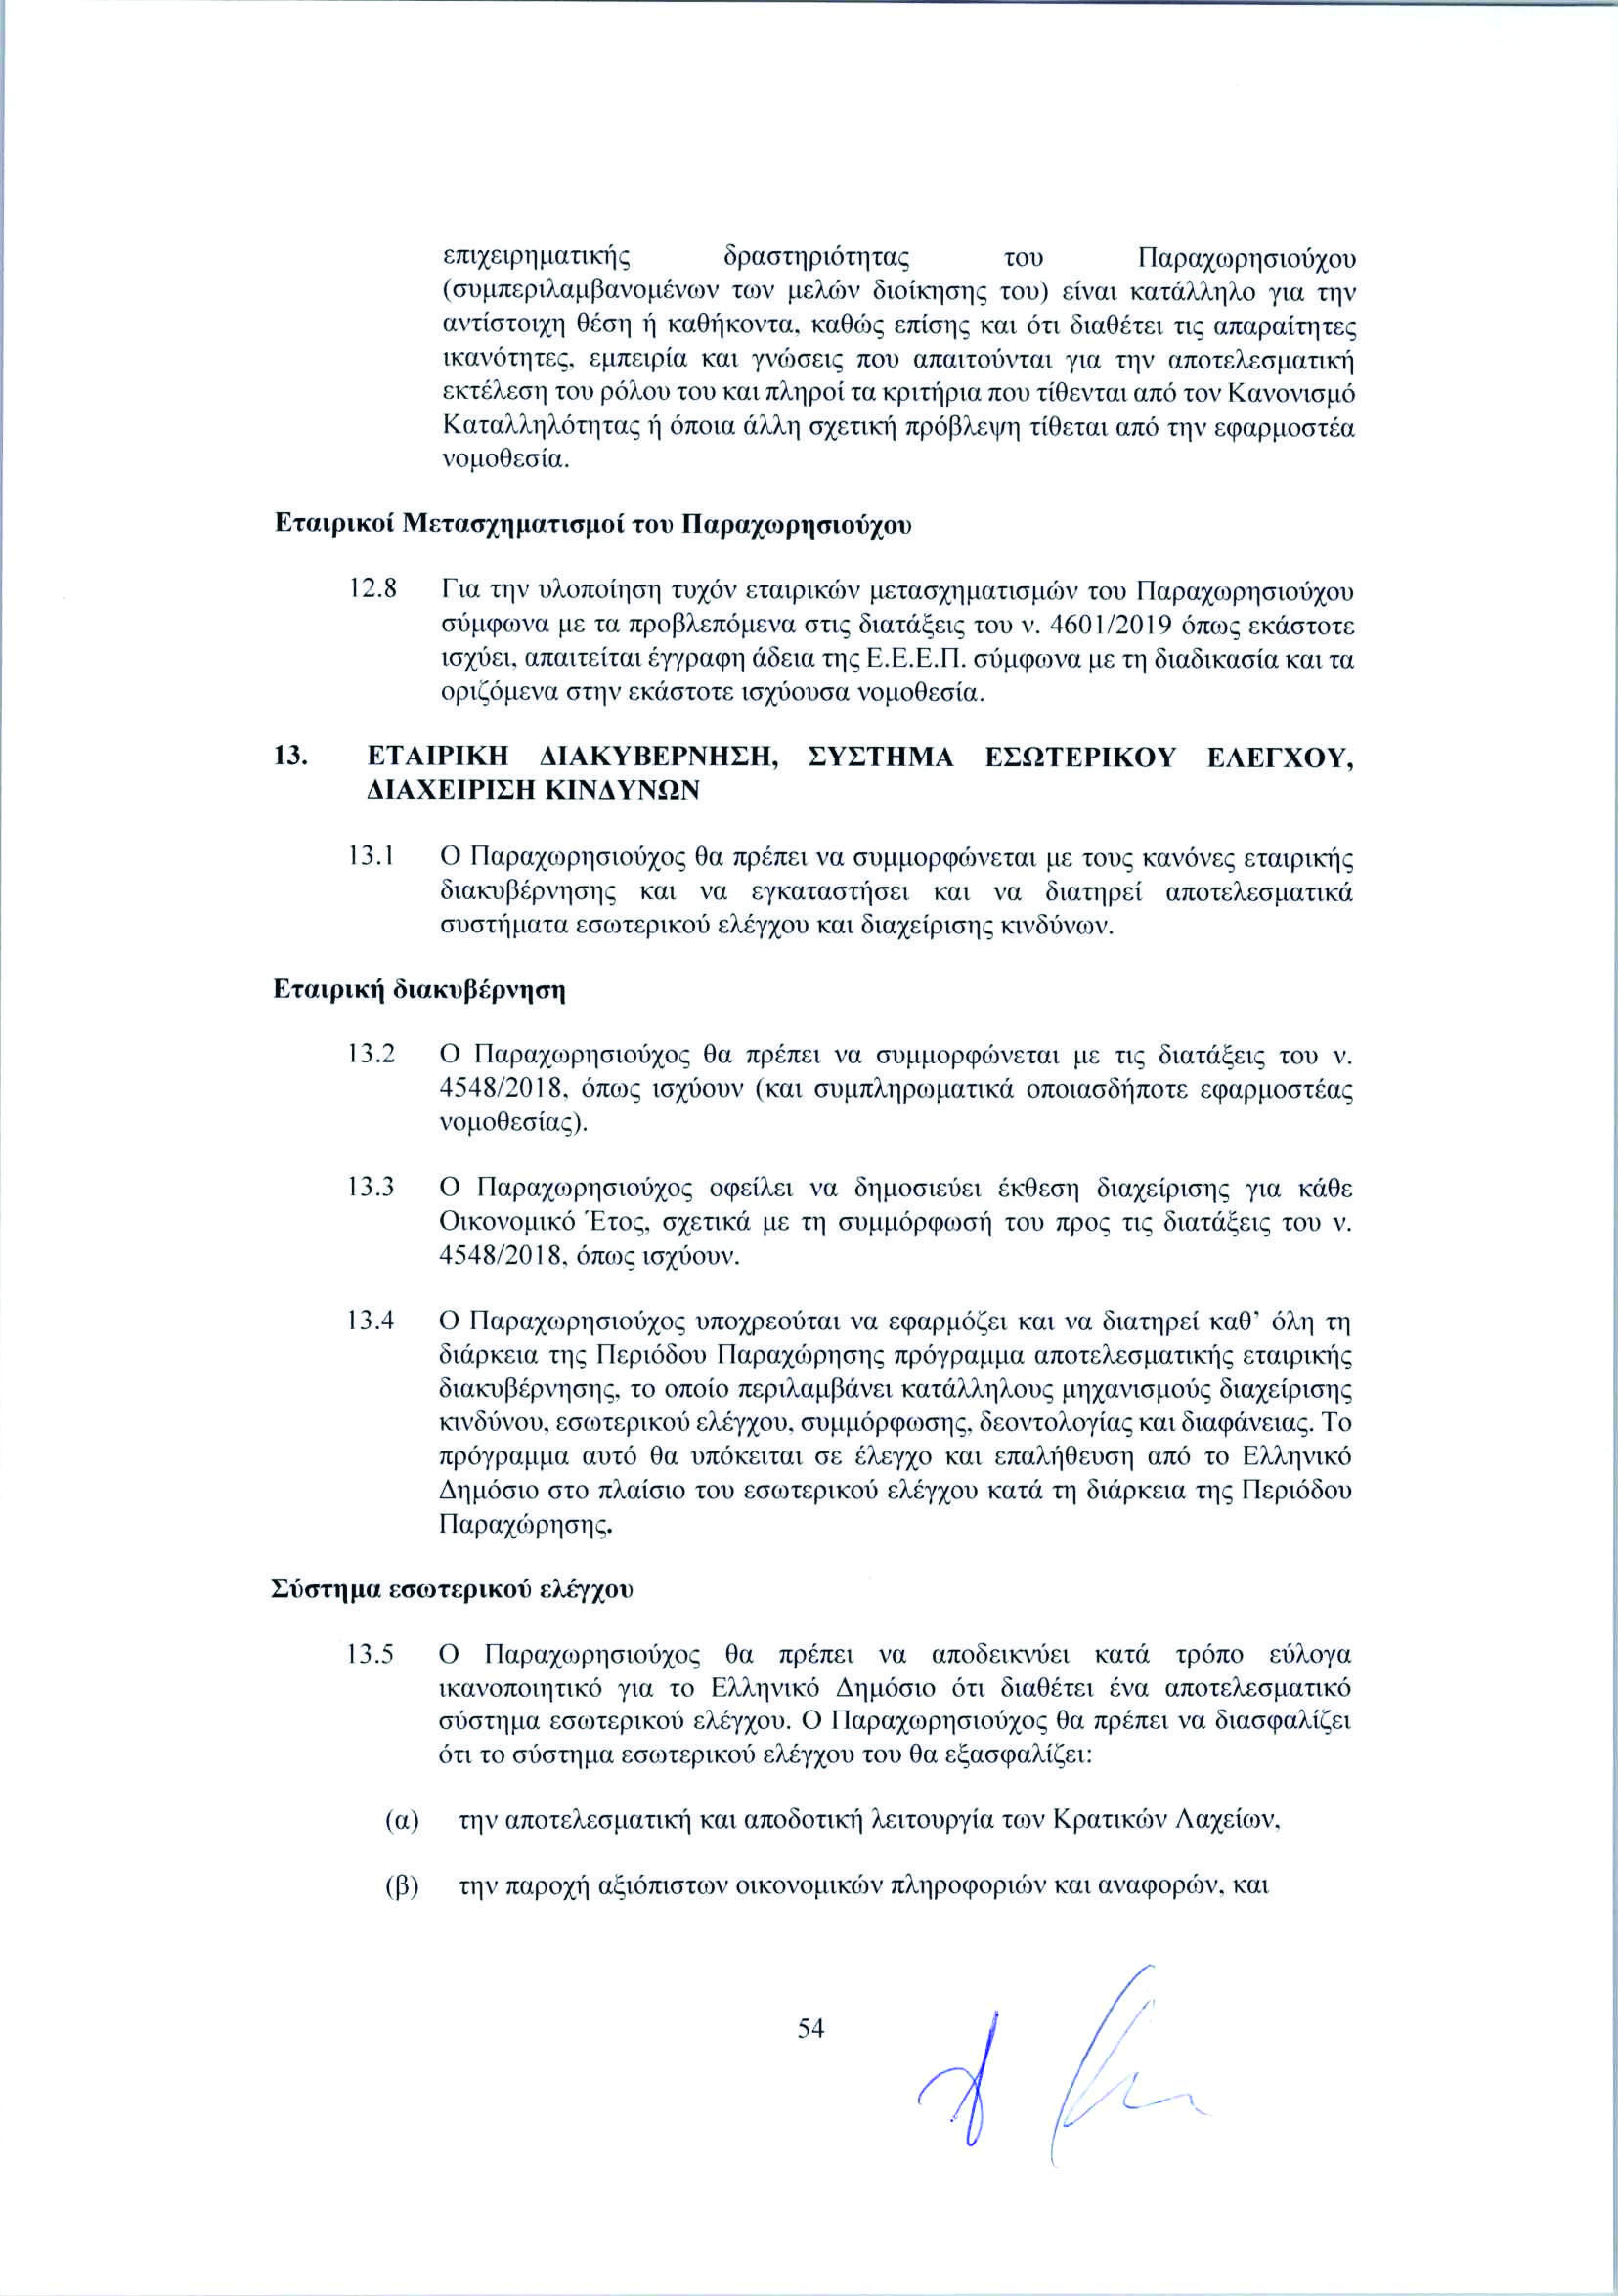 επιχειρηματικής δραστηριότητας του Παραχωρησιούχου
(συμπεριλαμβανομένων των μελών διοίκησης του) είναι κατάλληλο για την
αντίστοιχη θέση ή καθήκοντα, καθώς επίσης και ότι διαθέτει τις απαραίτητες
ικανότητες, εμπειρία και γνώσεις που απαιτούνται για την αποτελεσματική
εκτέλεση του ρόλου του και πληροί τα κριτήρια που τίθενται από τον Κανονισμό
Καταλληλότητας ή όποια άλλη σχετική πρόβλεψη τίθεται από την εφαρμοστέα
νομοθεσία.
Εταιρικοί Μετασχηματισμοί του Παραχωρησιούχου
12.8 Για την υλοποίηση τυχόν εταιρικών μετασχηματισμών του Παραχωρησιούχου
σύμφωνα με τα προβλεπόμενα στις διατάξεις του ν. 4601/2019 όπως εκάστοτε
ισχύει, απαιτείται έγγραφη άδεια της Ε.Ε.Ε.Π. σύμφωνα με τη διαδικασία και τα
οριζόμενα στην εκάστοτε ισχύουσα νομοθεσία.
13. ΕΤΑΙΡΙΚΗ ΔΙΑΚΥΒΕΡΝΗΣΗ, ΣΥΣΤΗΜΑ ΕΣΩΤΕΡΙΚΟΥ ΕΛΕΓΧΟΥ,
ΔΙΑΧΕΙΡΙΣΗ ΚΙΝΔΥΝΩΝ
13.1 Ο Παραχωρησιούχος θα πρέπει να συμμορφώνεται με τους κανόνες εταιρικής
διακυβέρνησης και να εγκαταστήσει και να διατηρεί αποτελεσματικά
συστήματα εσωτερικού ελέγχου και διαχείρισης κινδύνων.
Εταιρική διακυβέρνηση
13.2 Ο Παραχωρησιούχος θα πρέπει να συμμορφώνεται με τις διατάξεις του ν.
4548/2018, όπως ισχύουν (και συμπληρωματικά οποιασδήποτε εφαρμοστέας
νομοθεσίας).
13.3 Ο Παραχωρησιούχος οφείλει να δημοσιεύει έκθεση διαχείρισης για κάθε
Οικονομικό Έτος, σχετικά με τη συμμόρφωσή του προς τις διατάξεις του ν.
4548/2018, όπως ισχύουν.
13.4 Ο Παραχωρησιούχος υποχρεούται να εφαρμόζει και να διατηρεί καθ’ όλη τη
διάρκεια της Περιόδου Παραχώρησης πρόγραμμα αποτελεσματικής εταιρικής
διακυβέρνησης, το οποίο περιλαμβάνει κατάλληλους μηχανισμούς διαχείρισης
κινδύνου, εσωτερικού ελέγχου, συμμόρφωσης, δεοντολογίας και διαφάνειας. Το
πρόγραμμα αυτό θα υπόκειται σε έλεγχο και επαλήθευση από το Ελληνικό
Δημόσιο στο πλαίσιο του εσωτερικού ελέγχου κατά τη διάρκεια της Περιόδου
Παραχώρησης.
Σύστημα εσωτερικού ελέγχου
13.5 Ο Παραχωρησιούχος θα πρέπει να αποδεικνύει κατά τρόπο εύλογα
ικανοποιητικό για το Ελληνικό Δημόσιο ότι διαθέτει ένα αποτελεσματικό
σύστημα εσωτερικού ελέγχου. Ο Παραχωρησιούχος θα πρέπει να διασφαλίζει
ότι το σύστημα εσωτερικού ελέγχου του θα εξασφαλίζει:
(α) την αποτελεσματική και αποδοτική λειτουργία των Κρατικών Λαχείων,
(β) την παροχή αξιόπιστων οικονομικών πληροφοριών και αναφορών, και
54